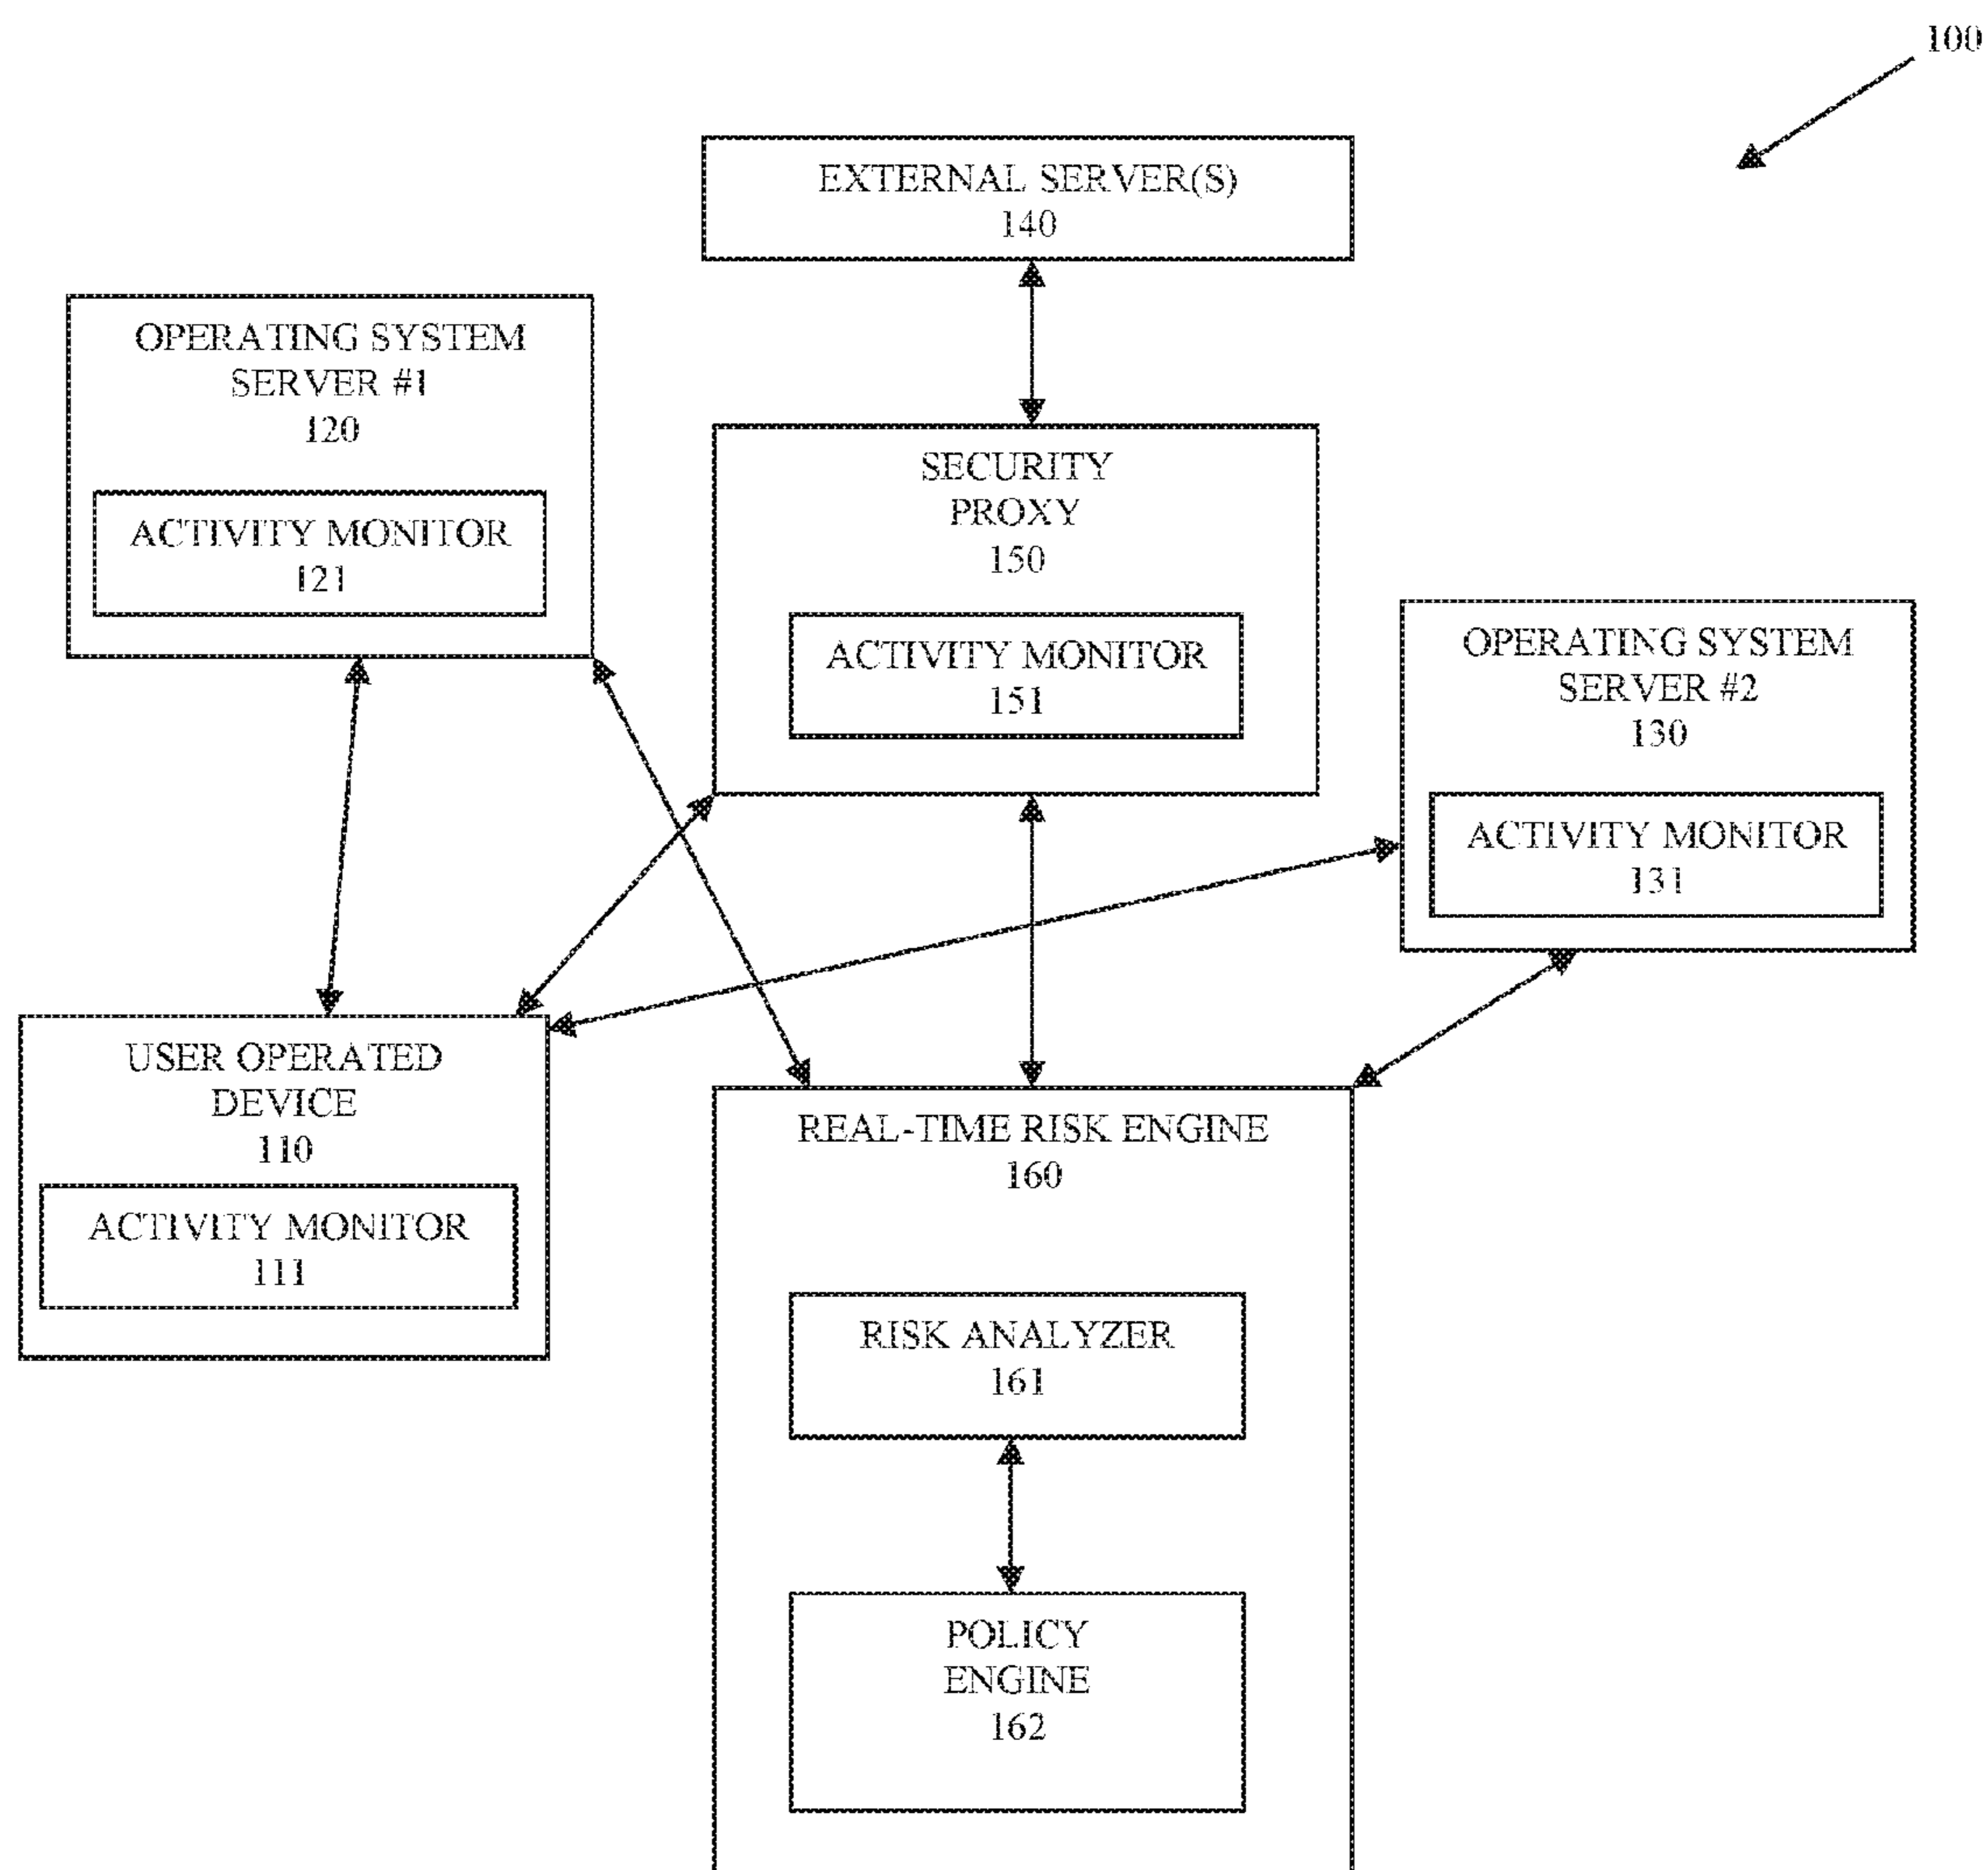 100
EXTERNAL SERVER(S)
140
OPERATING SYSTEM
SERVER #1
120
ACTIVITY MONITOR
121
SECURITY
PROXY
150
ACTIVITY MONITOR
151
OPERATING SYSTEM
SERVER #2
130
ACTIVITY MONITOR
131
USER OPERATED
DEVICE
110
ACTIVITY MONITOR
111
REAL-TIME RISK ENGINE
160
RISK ANALYZER
161
POLICY
ENGINE
162